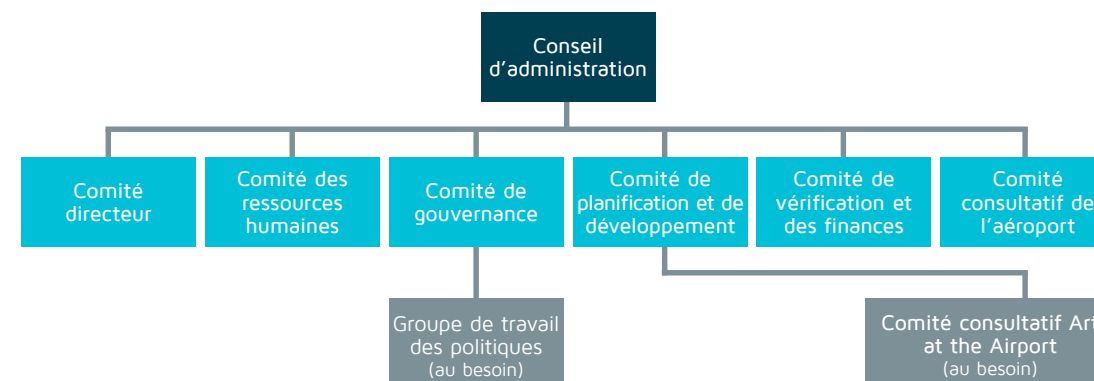 Conseil
d'administration
Comité
directeur
Comité des
ressources
humaines
Comité de
gouvernance
Comité de
planification et de
développement
Comité de
vérification et
des finances
Comité
consultatif de
l'aéroport
Groupe de travail
des politiques
(au besoin)
Comité consultatif Art
at the Airport
(au besoin)